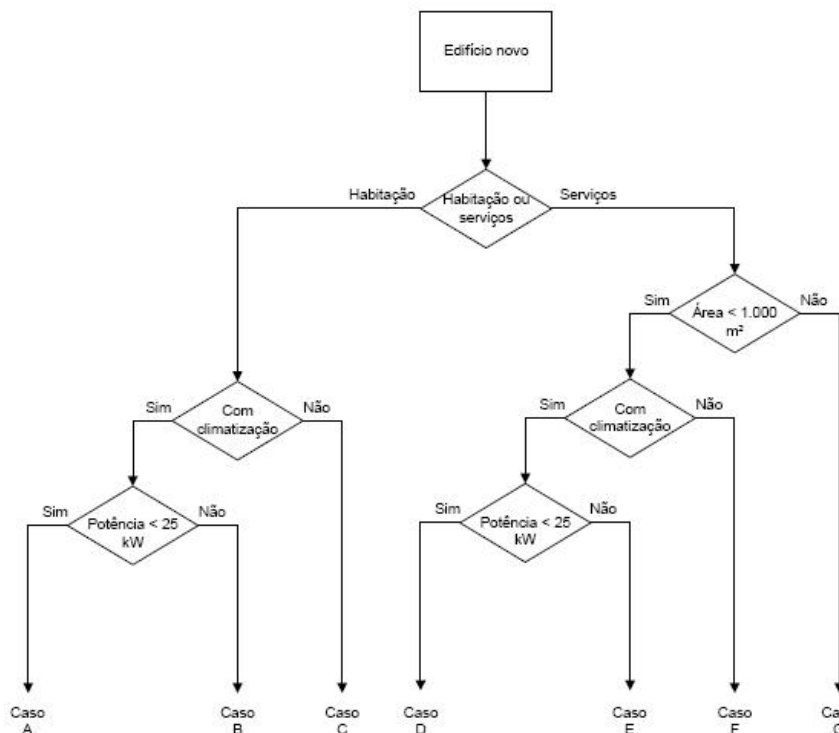 Edifício novo
Habitação
Habitação ou
serviços
Serviços
Sim
Área < 1.000
m²
Não
Sim
Com
climatização
Não
Sim
Com
climatização
Não
Sim
Potência < 25
kW
Não
Sim
Potência < 25
kW
Não
Caso
A
Caso
B
Caso
C
Caso
D
Caso
E
Caso
F